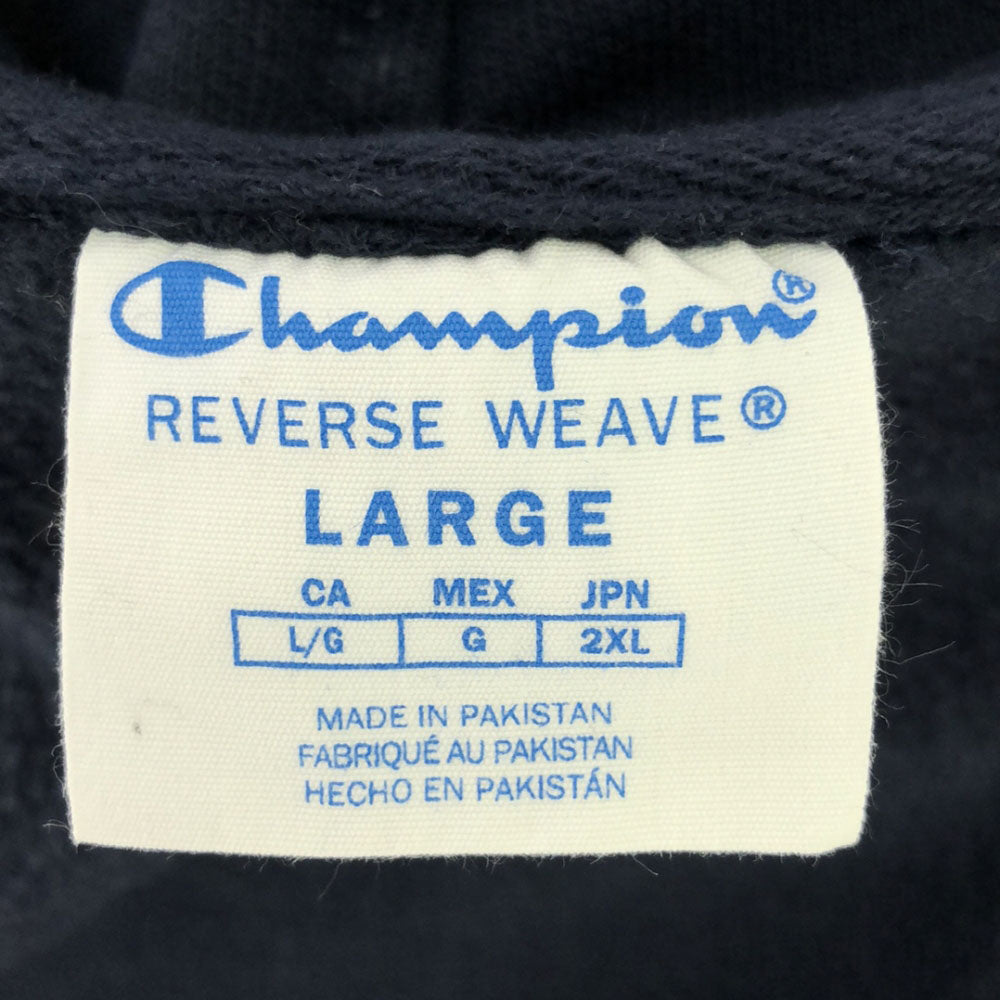 Champion®
REVERSE WEAVE®
LARGE
CA MEX JPN
L/G G 2XL
MADE IN PAKISTAN
FABRIQUÉ AU PAKISTAN
HECHO EN PAKISTÁN